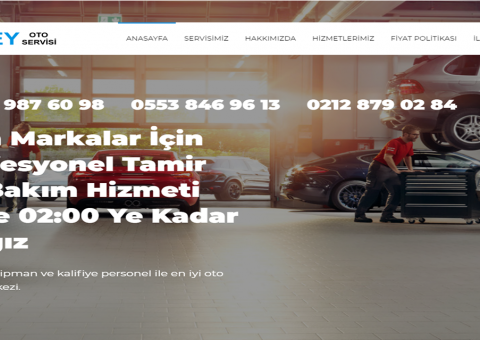 EY OTO SERVİSİ ANASAYFA SERVİSİMİZ HAKKIMIZDA HİZMETLERİMİZ FİYAT POLİTİKASI İL
987 60 98 0553 846 96 13 0212 879 02 84
Markalar İçin
esyonel Tamir
Bakım Hizmeti
e 02:00 Ye Kadar
ğız
ipman ve kalifiye personel ile en iyi oto
kezi.